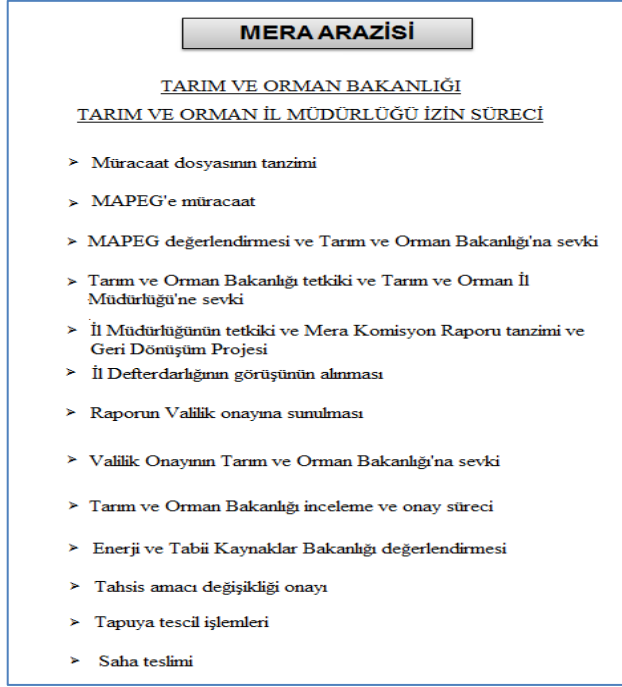 MERA ARAZİSİ
TARIM VE ORMAN BAKANLIĞI
TARIM VE ORMAN İL MÜDÜRLÜĞÜ İZİN SÜRECİ
➢ Müracaat dosyasının tanzimi
➢ MAPEG'e müracaat
➢ MAPEG değerlendirmesi ve Tarım ve Orman Bakanlığı'na sevki
➢ Tarım ve Orman Bakanlığı tetkiki ve Tarım ve Orman İl
Müdürlüğü'ne sevki
➢ İl Müdürlüğünün tetkiki ve Mera Komisyon Raporu tanzimi ve
Geri Dönüşüm Projesi
➢ İl Defterdarlığının görüşünün alınması
➢ Raporun Valilik onayına sunulması
➢ Valilik Onayının Tarım ve Orman Bakanlığı'na sevki
➢ Tarım ve Orman Bakanlığı inceleme ve onay süreci
➢ Enerji ve Tabii Kaynaklar Bakanlığı değerlendirmesi
➢ Tahsis amacı değişikliği onayı
➢ Tapuya tescil işlemleri
➢ Saha teslimi